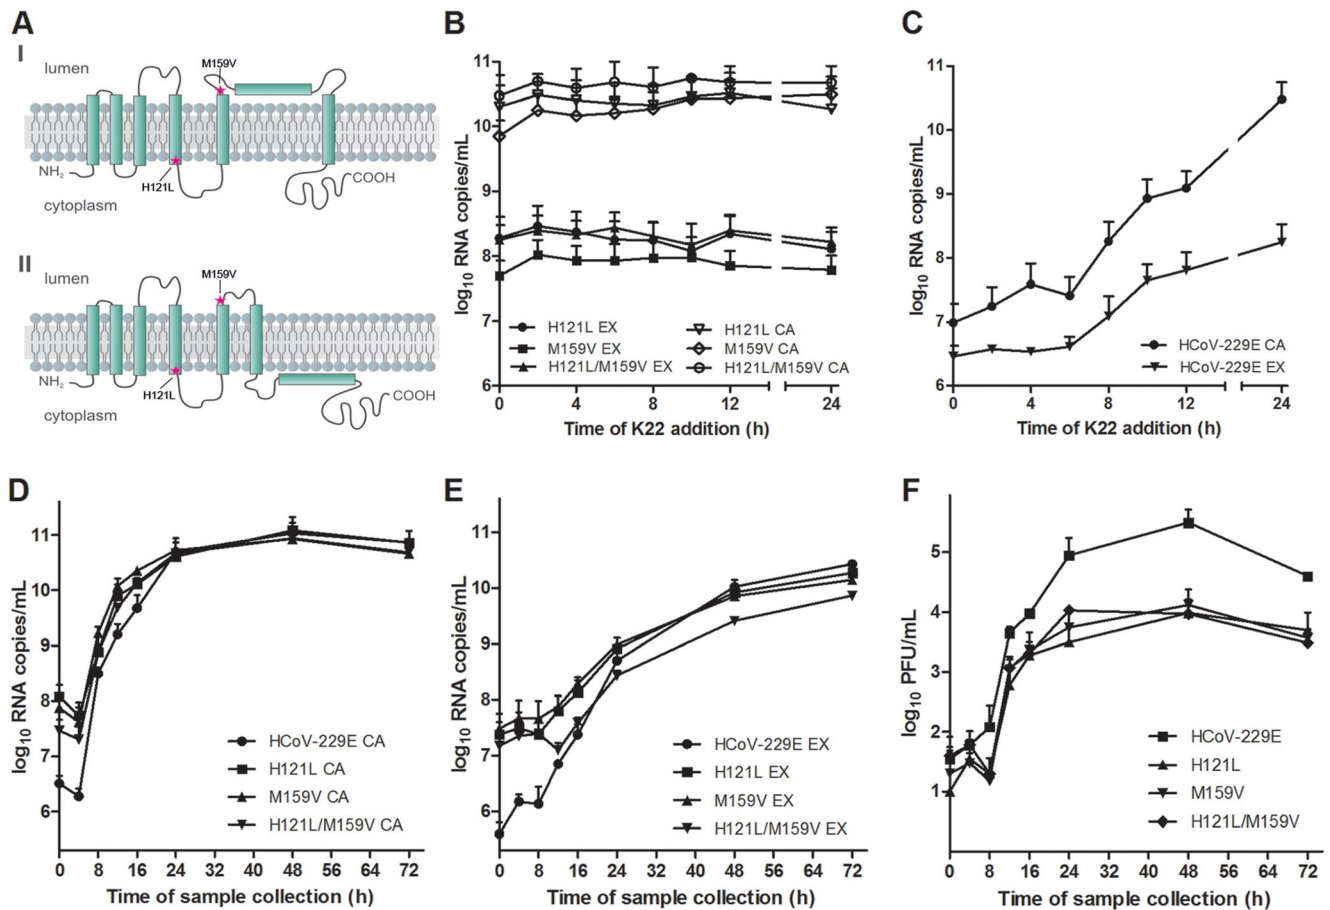 A
I
lumen
M159V
NH2
H121L
COOH
cytoplasm
II
lumen
M159V
NH2
H121L
COOH
cytoplasm
B
log10 RNA copies/mL
11
10
9
8
7
6
H121L EX
M159V EX
H121L/M159V EX
H121L CA
M159V CA
H121L/M159V CA
0 4 8 12 24
Time of K22 addition (h)
C
log10 RNA copies/mL
11
10
9
8
7
6
HCoV-229E CA
HCoV-229E EX
0 4 8 12 24
Time of K22 addition (h)
D
log10 RNA copies/mL
11
10
9
8
7
6
HCoV-229E CA
H121L CA
M159V CA
H121L/M159V CA
0 8 16 24 32 40 48 56 64 72
Time of sample collection (h)
E
log10 RNA copies/mL
11
10
9
8
7
6
HCoV-229E EX
H121L EX
M159V EX
H121L/M159V EX
0 8 16 24 32 40 48 56 64 72
Time of sample collection (h)
F
log10 PFU/mL
5
4
3
2
1
HCoV-229E
H121L
M159V
H121L/M159V
0 8 16 24 32 40 48 56 64 72
Time of sample collection (h)